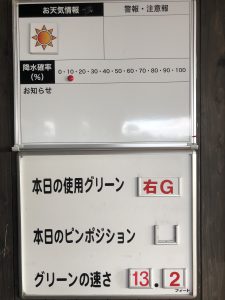 お天気情報
警報・注意報
降水確率
(%)
0・10・20・30・40・50・60・70・80・90・100
お知らせ
本日の使用グリーン 右G
本日のピンポジション
グリーンの速さ 13.2
フィート